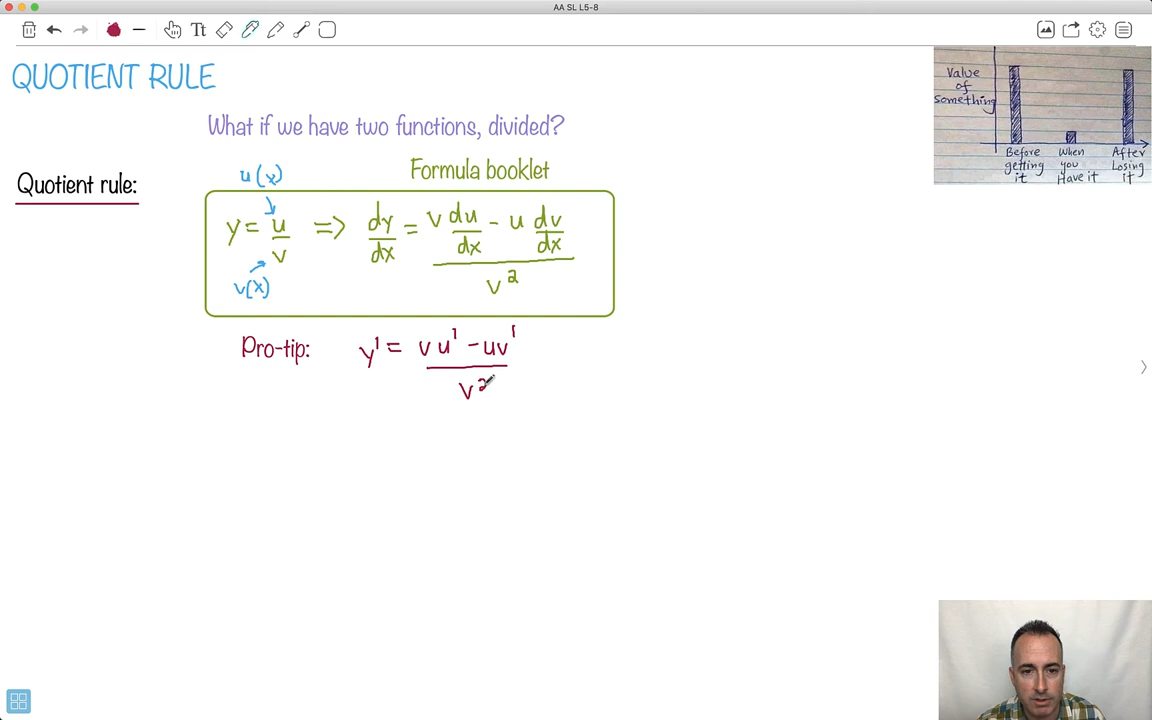 AA SL L5-8
Tt
QUOTIENT RULE
What if we have two functions, divided?
Quotient rule:
Formula booklet
u(x)
y = u/v => dy/dx = (v du/dx - u dv/dx)/v²
v(x)
Pro-tip: y' = (vu' - uv')/v²
Value
of
something
Before
getting
it
When
you
Have it
After
Losing
it